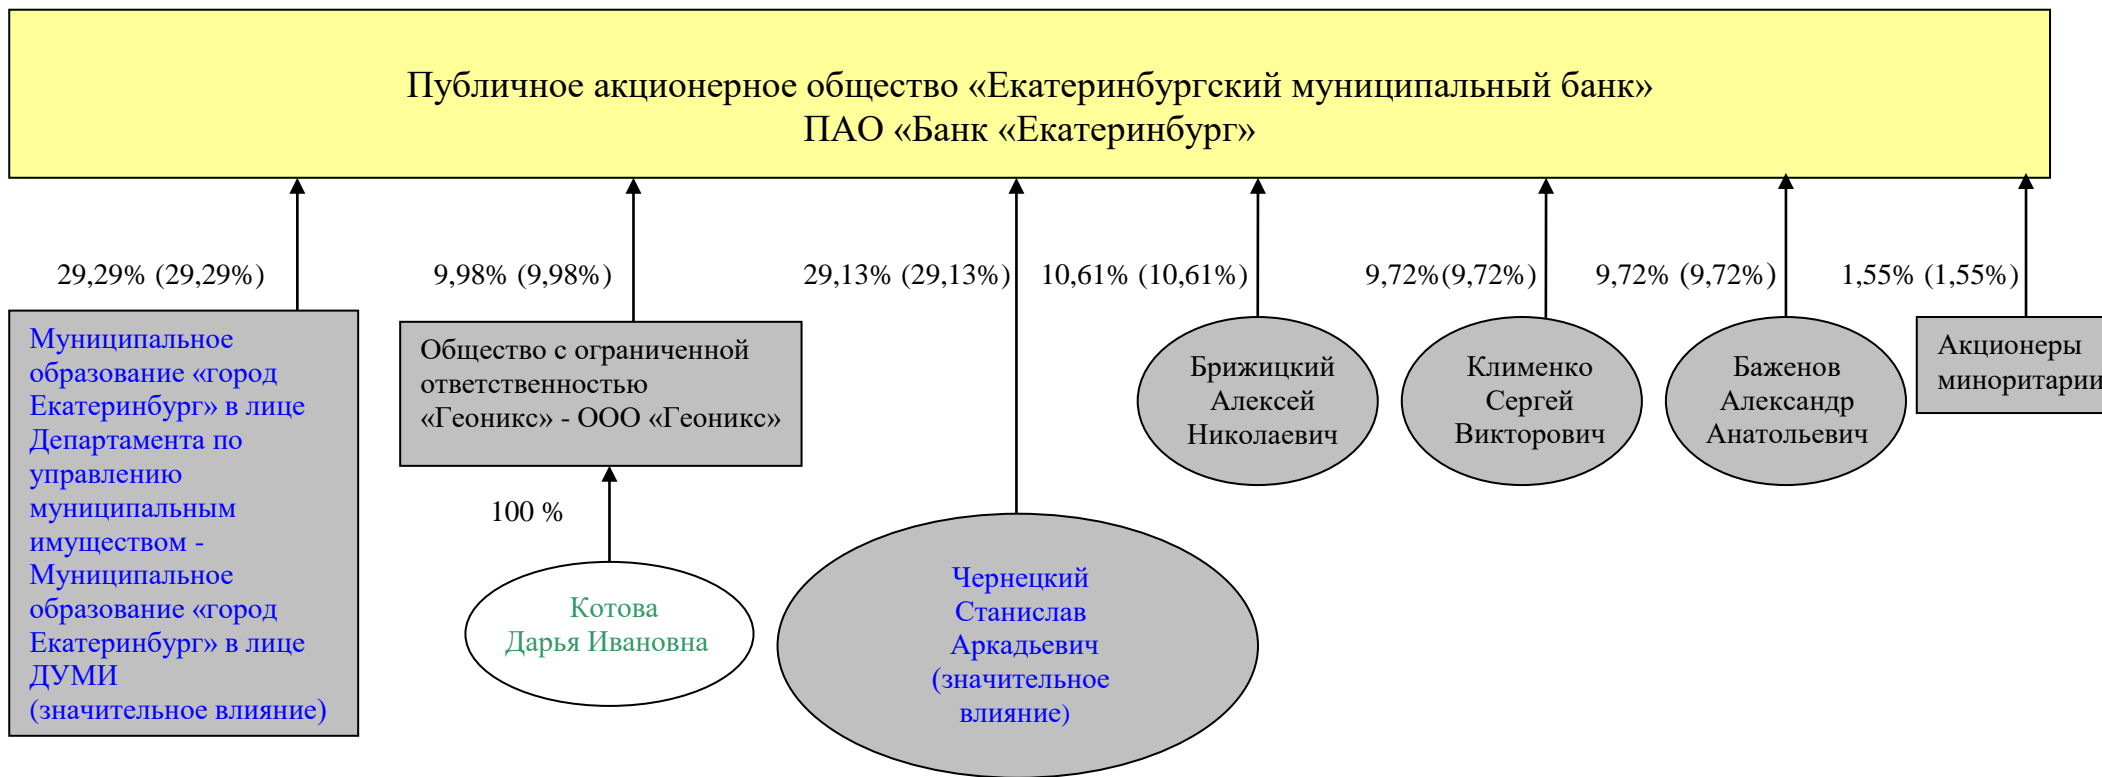 Публичное акционерное общество «Екатеринбургский муниципальный банк»
ПАО «Банк «Екатеринбург»
29,29% (29,29%)
9,98% (9,98%)
29,13% (29,13%)
10,61% (10,61%)
9,72%(9,72%)
9,72% (9,72%)
1,55% (1,55%)
Муниципальное
образование «город
Екатеринбург» в лице
Департамента по
управлению
муниципальным
имуществом -
Муниципальное
образование «город
Екатеринбург» в лице
ДУМИ
(значительное влияние)
Общество с ограниченной
ответственностью
«Геоникс» - ООО «Геоникс»
100 %
Котова
Дарья Ивановна
Чернецкий
Станислав
Аркадьевич
(значительное
влияние)
Брижицкий
Алексей
Николаевич
Клименко
Сергей
Викторович
Баженов
Александр
Анатольевич
Акционеры
миноритарии